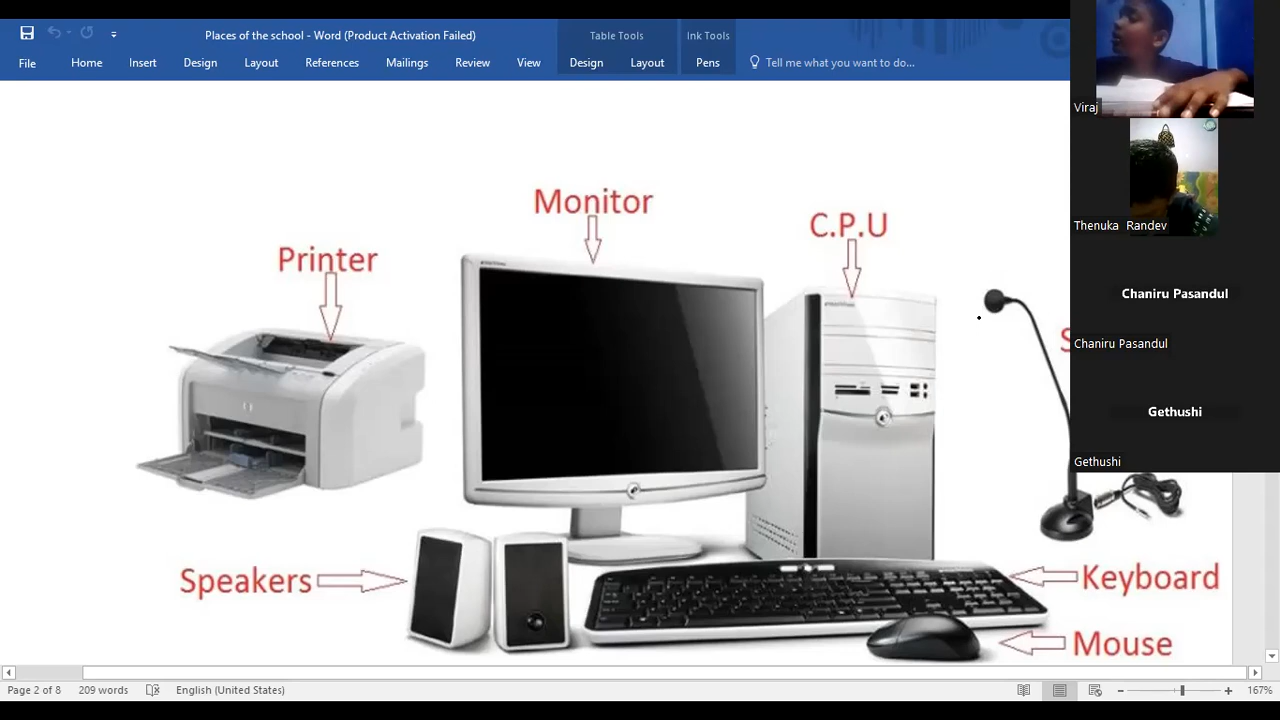 Places of the school - Word (Product Activation Failed)
Table Tools
Ink Tools
File
Home
Insert
Design
Layout
References
Mailings
Review
View
Design
Layout
Pens
Tell me what you want to do...
Viraj
Thenuka Randev
Chaniru Pasandul
Chaniru Pasandul
Gethushi
Gethushi
Monitor
C.P.U
Printer
Speakers
Keyboard
Mouse
Page 2 of 8
209 words
English (United States)
167%